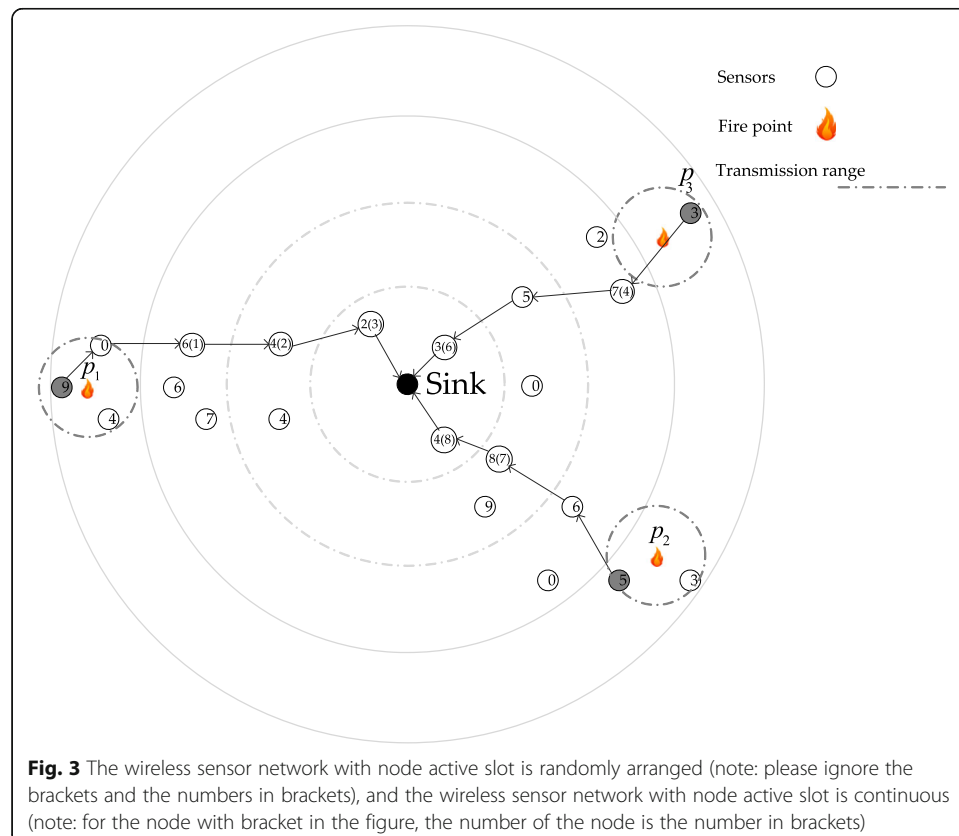 Sensors
Fire point
Transmission range
p3
3
2
7(4)
5
2(3)
3(6)
0
6(1)
4(2)
p1
9
6
Sink
0
4
7
4
4(8)
8(7)
9
6
p2
0
5
3
Fig. 3 The wireless sensor network with node active slot is randomly arranged (note: please ignore the
brackets and the numbers in brackets), and the wireless sensor network with node active slot is continuous
(note: for the node with bracket in the figure, the number of the node is the number in brackets)